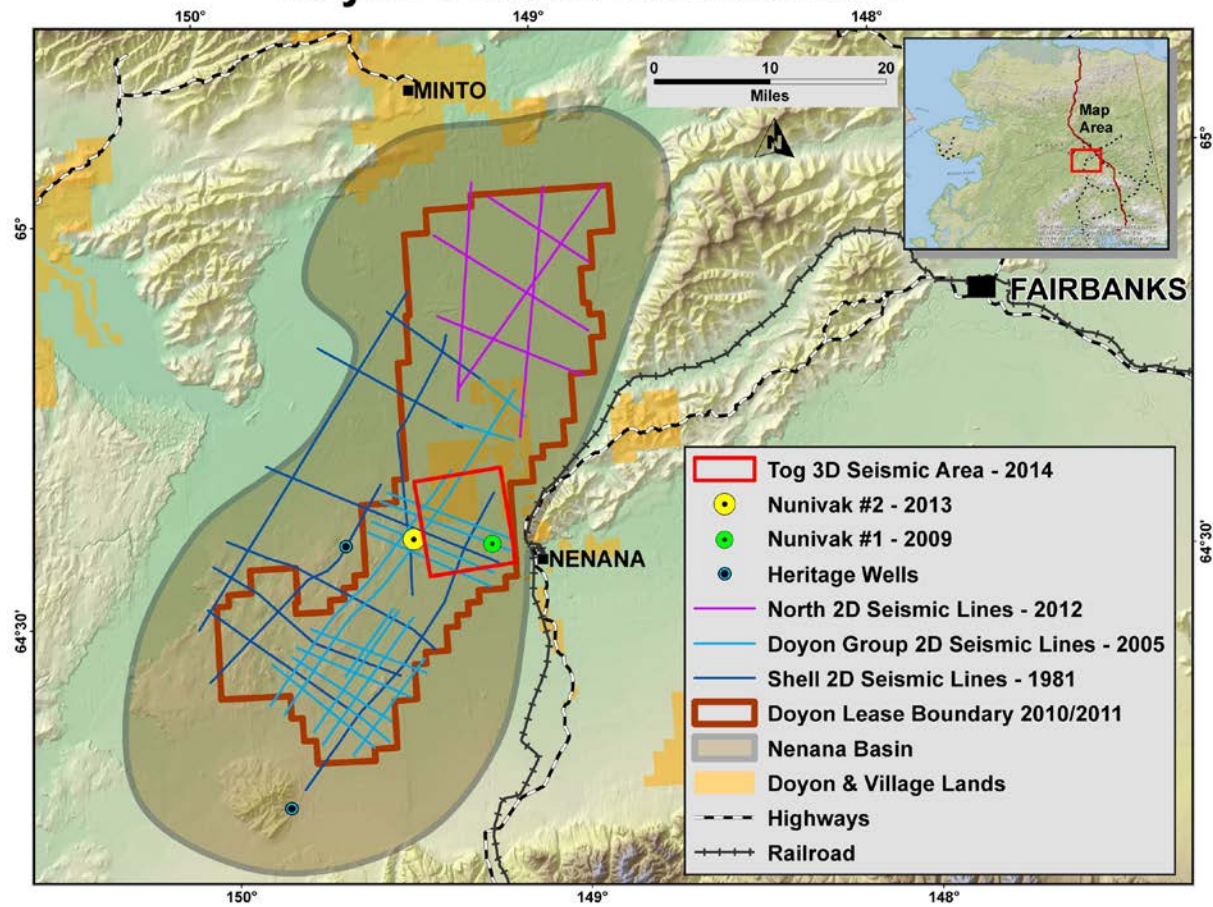 150°
149°
148°
MINTO
0
10
20
Miles
N
Map
Area
65°
65°
FAIRBANKS
Tog 3D Seismic Area - 2014
Nunivak #2 - 2013
Nunivak #1 - 2009
NENANA
Heritage Wells
64°30'
North 2D Seismic Lines - 2012
64°30'
Doyon Group 2D Seismic Lines - 2005
Shell 2D Seismic Lines - 1981
Doyon Lease Boundary 2010/2011
Nenana Basin
Doyon & Village Lands
Highways
Railroad
150°
149°
148°